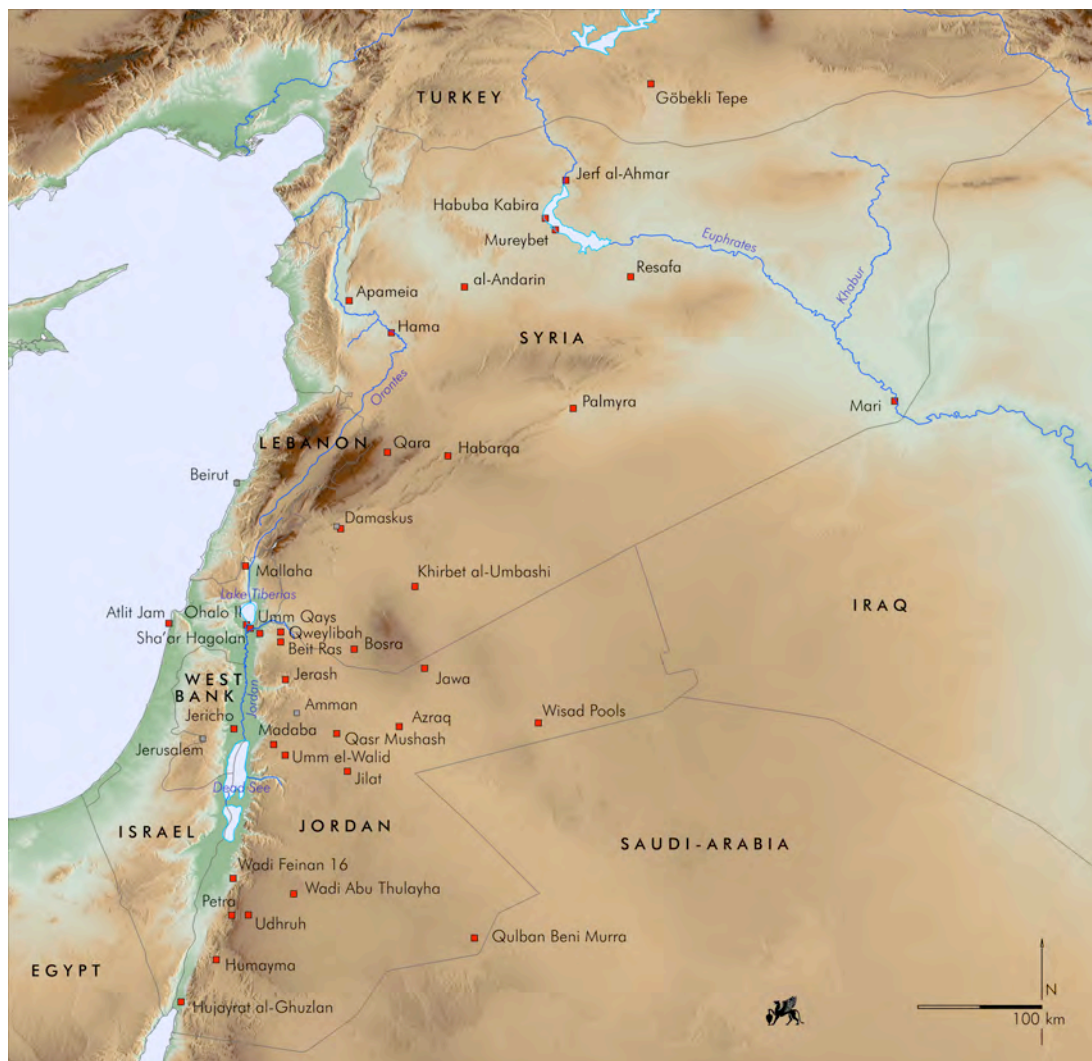 TURKEY
Göbekli Tepe
Jerf al-Ahmar
Habuba Kabira
Mureybet
Euphrates
Khabur
Resafa
al-Andarin
Apameia
Hama
SYRIA
Orontes
Palmyra
Mari
LEBANON
Qara
Habarqa
Beirut
Damaskus
Mallaha
Khirbet al-Umbashi
Lake Tiberias
IRAQ
Atlit Jam
Ohalo II
Umm Qays
Sha'ar Hagolan
Qweylibah
Beit Ras
Bosra
Jawa
WEST
BANK
Jerash
Jordan
Amman
Jericho
Madaba
Azraq
Wisad Pools
Jerusalem
Qasr Mushash
Umm el-Walid
Jilat
Dead See
ISRAEL
JORDAN
SAUDI-ARABIA
Wadi Feinan 16
Wadi Abu Thulayha
Petra
Udhruh
Qulban Beni Murra
EGYPT
Humayma
Hujayrat al-Ghuzlan
N
100 km